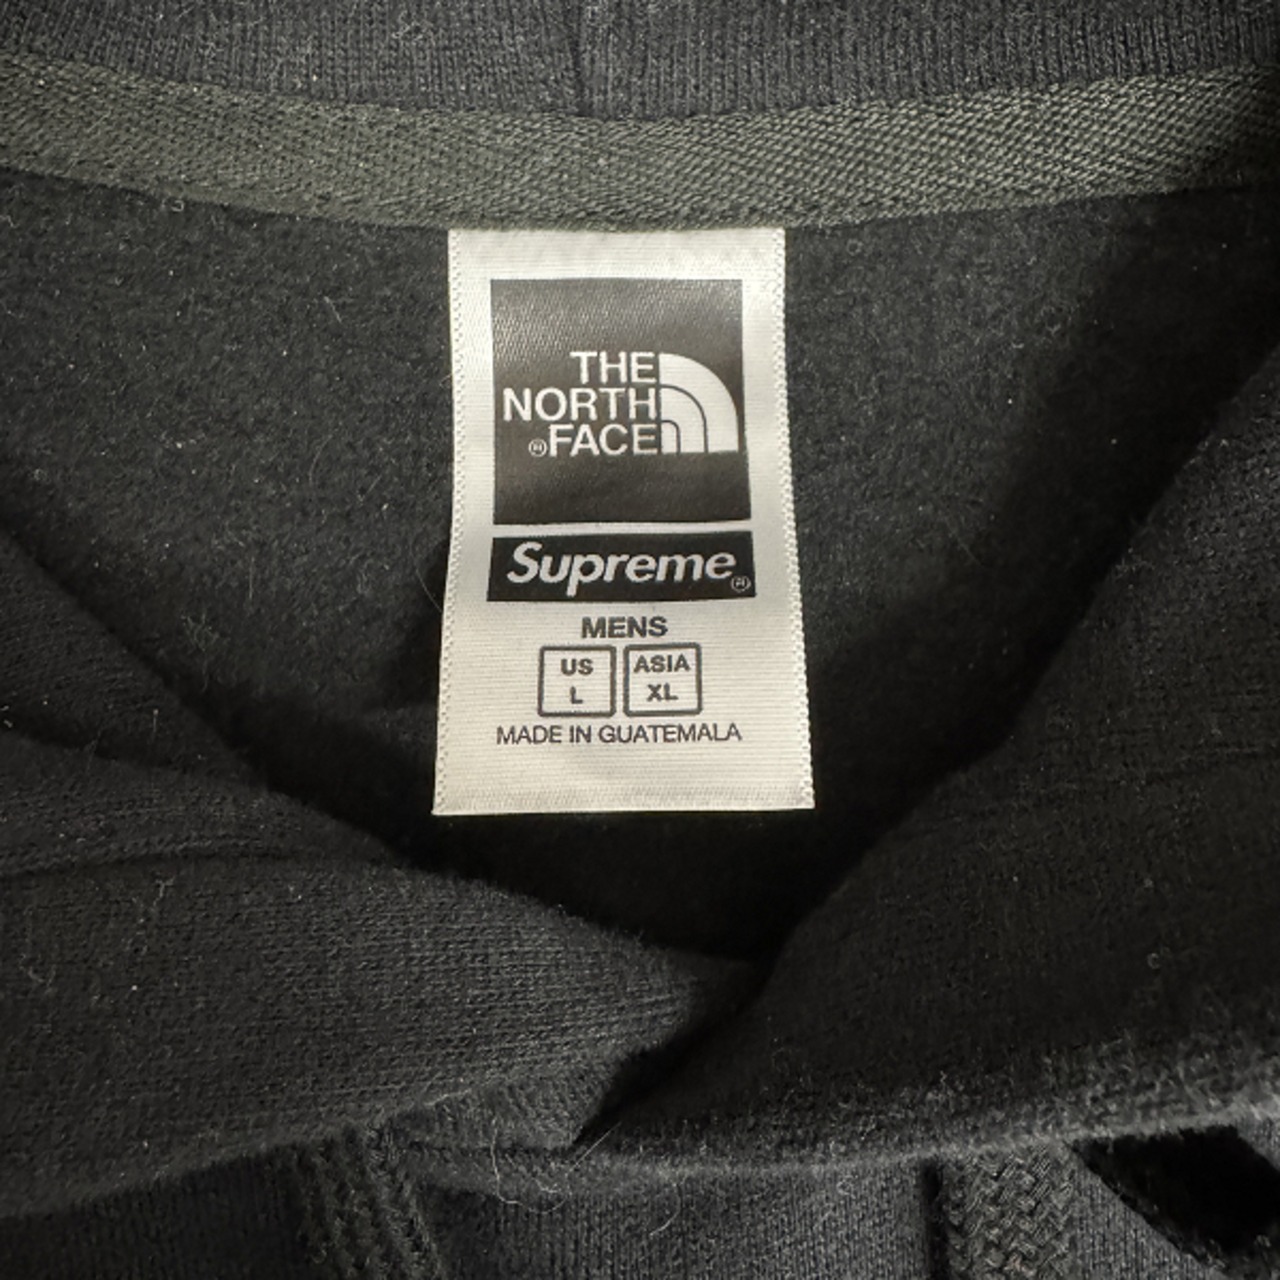 THE
NORTH
®FACE
Supreme®
MENS
US ASIA
L XL
MADE IN GUATEMALA